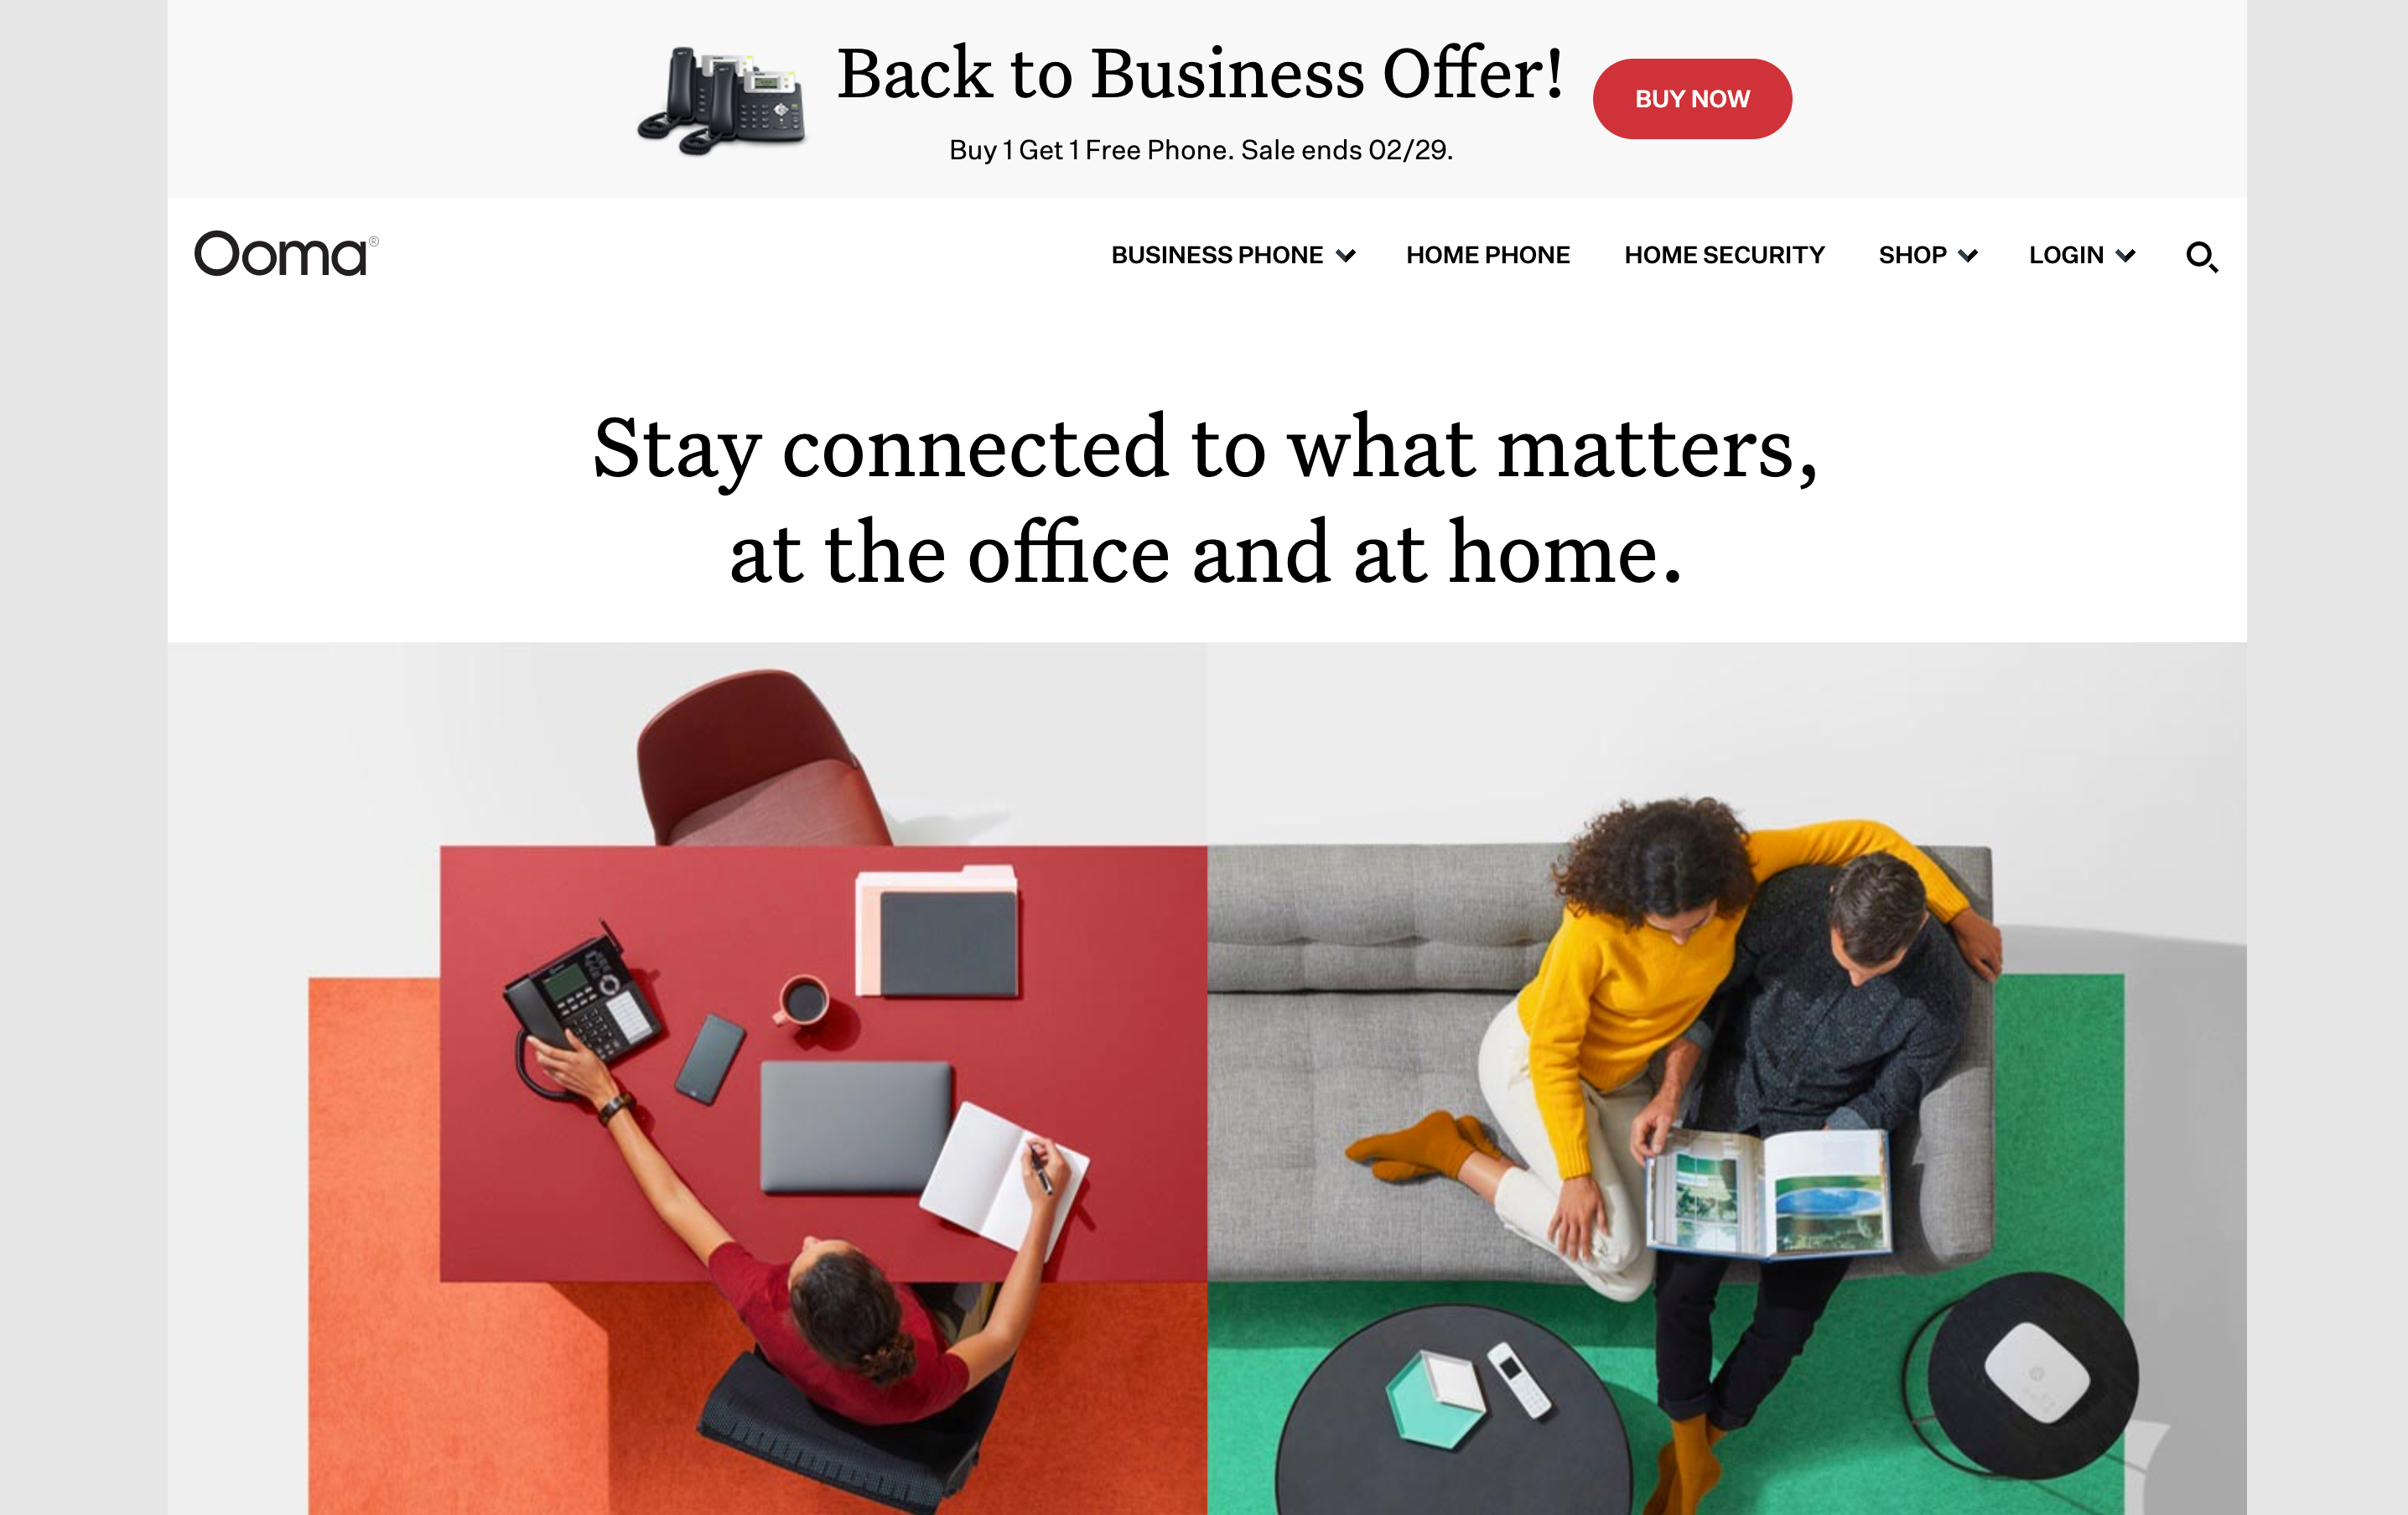 Back to Business Offer!
Buy 1 Get 1 Free Phone. Sale ends 02/29.
BUY NOW
Ooma®
BUSINESS PHONE
HOME PHONE
HOME SECURITY
SHOP
LOGIN
Stay connected to what matters,
at the office and at home.